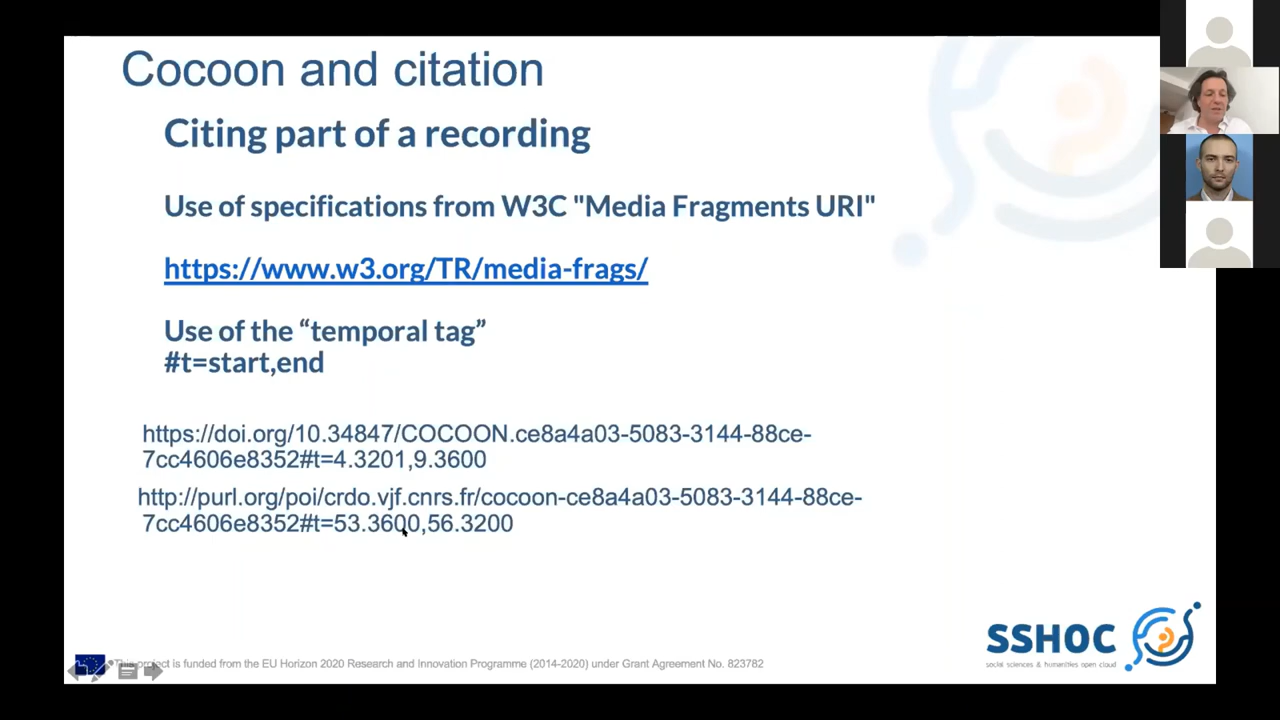 Cocoon and citation
Citing part of a recording
Use of specifications from W3C "Media Fragments URI"
https://www.w3.org/TR/media-frags/
Use of the “temporal tag”
#t=start,end
https://doi.org/10.34847/COCOON.ce8a4a03-5083-3144-88ce-
7cc4606e8352#t=4.3201,9.3600
http://purl.org/poi/crdo.vjf.cnrs.fr/cocoon-ce8a4a03-5083-3144-88ce-
7cc4606e8352#t=53.3600,56.3200
This project is funded from the EU Horizon 2020 Research and Innovation Programme (2014-2020) under Grant Agreement No. 823782
SSHOC
social sciences & humanities open cloud